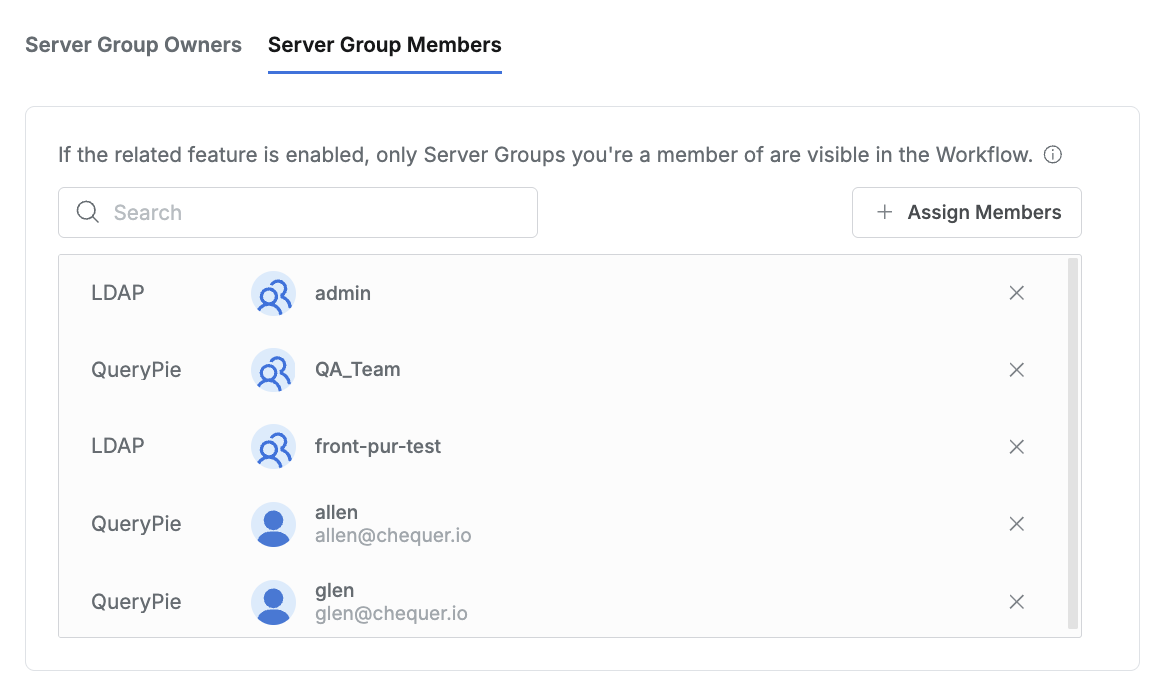 Server Group Owners Server Group Members
If the related feature is enabled, only Server Groups you're a member of are visible in the Workflow.
Search
Assign Members
LDAP admin
QueryPie QA_Team
LDAP front-pur-test
QueryPie allen
allen@chequer.io
QueryPie glen
glen@chequer.io